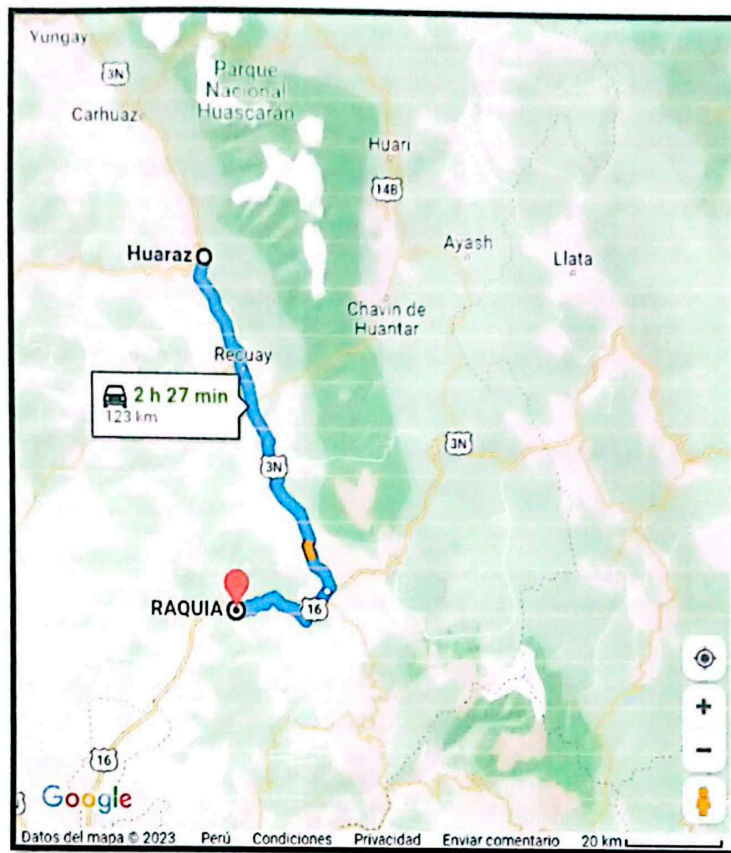 Yungay
3N
Parque
Nacional
Huascarán
Carhuaz
Huari
14B
Huaraz
Ayash
Llata
Chavin de
Huantar
Recuay
2 h 27 min
123 km
3N
3N
RAQUIA
16
16
Google
Datos del mapa © 2023 Perú Condiciones Privacidad Enviar comentario 20 km